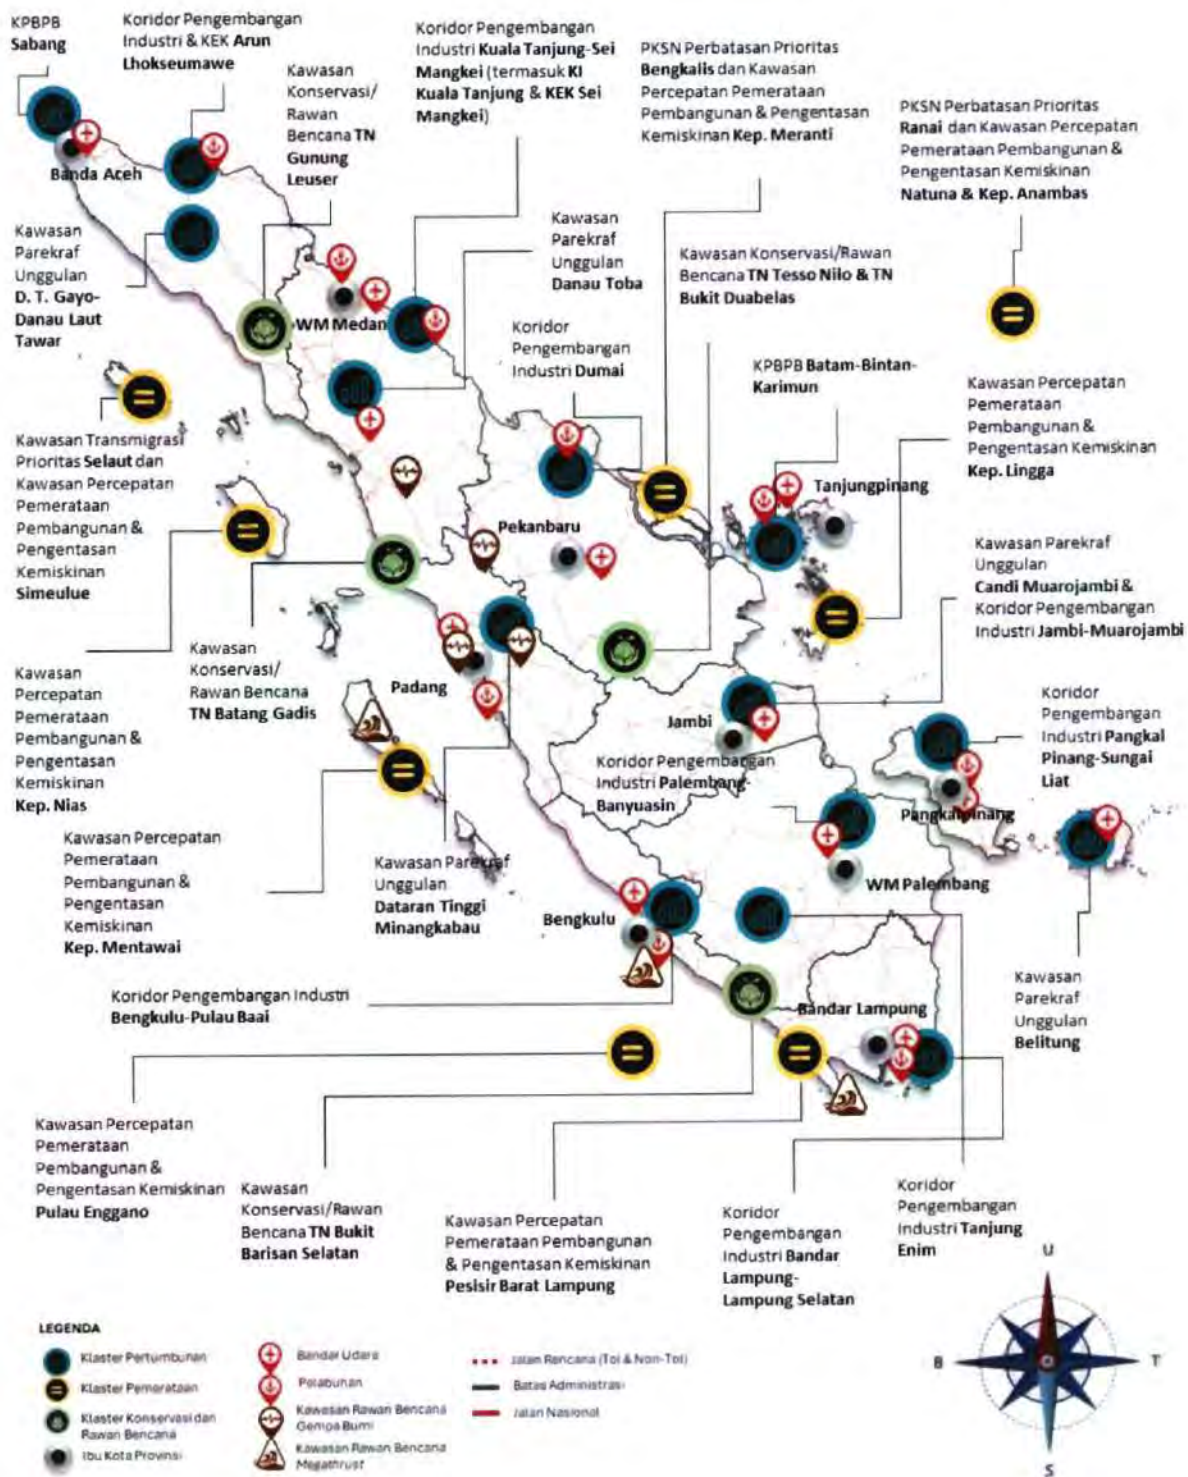 KPBPB
Sabang
Koridor Pengembangan
Industri & KEK Arun
Lhokseumawe
Kawasan
Konservasi/
Rawan
Bencana TN
Gunung
Leuser
Koridor Pengembangan
Industri Kuala Tanjung-Sei
Mangkei (termasuk KI
Kuala Tanjung & KEK Sei
Mangkei)
PKSN Perbatasan Prioritas
Bengkalis dan Kawasan
Percepatan Pemerataan
Pembangunan & Pengentasan
Kemiskinan Kep. Meranti
PKSN Perbatasan Prioritas
Ranai dan Kawasan Percepatan
Pemerataan Pembangunan &
Pengentasan Kemiskinan
Natuna & Kep. Anambas
Banda Aceh
Kawasan
Parekraf
Unggulan
D. T. Gayo-
Danau Laut
Tawar
Kawasan
Parekraf
Unggulan
Danau Toba
Kawasan Konservasi/Rawan
Bencana TN Tesso Nilo & TN
Bukit Duabelas
WM Medan
Koridor
Pengembangan
Industri Dumai
KPBPB Batam-Bintan-
Karimun
Kawasan Percepatan
Pemerataan
Pembangunan &
Pengentasan Kemiskinan
Kep. Lingga
Kawasan Transmigrasi
Prioritas Selaut dan
Kawasan Percepatan
Pemerataan
Pembangunan &
Pengentasan
Kemiskinan
Simeulue
Tanjungpinang
Pekanbaru
Kawasan Parekraf
Unggulan
Candi Muarojambi &
Koridor Pengembangan
Industri Jambi-Muarojambi
Kawasan
Konservasi/
Rawan Bencana
TN Batang Gadis
Padang
Jambi
Kawasan
Percepatan
Pemerataan
Pembangunan &
Pengentasan
Kemiskinan
Kep. Nias
Koridor
Pengembangan
Industri Pangkal
Pinang-Sungai
Liat
Koridor Pengembangan
Industri Palembang-
Banyuasin
Pangkalpinang
Kawasan Percepatan
Pemerataan
Pembangunan &
Pengentasan
Kemiskinan
Kep. Mentawai
Kawasan Parekraf
Unggulan
Dataran Tinggi
Minangkabau
WM Palembang
Bengkulu
Kawasan
Parekraf
Unggulan
Belitung
Koridor Pengembangan Industri
Bengkulu-Pulau Baai
Bandar Lampung
Kawasan Percepatan
Pemerataan
Pembangunan &
Pengentasan Kemiskinan
Pulau Enggano
Kawasan
Konservasi/Rawan
Bencana TN Bukit
Barisan Selatan
Kawasan Percepatan
Pemerataan Pembangunan
& Pengentasan Kemiskinan
Pesisir Barat Lampung
Koridor
Pengembangan
Industri Bandar
Lampung-
Lampung Selatan
Koridor
Pengembangan
Industri Tanjung
Enim
U
B
T
S
LEGENDA
Klaster Pertumbuhan
Klaster Pemerataan
Klaster Konservasi dan
Rawan Bencana
Ibu Kota Provinsi
Bandar Udara
Pelabuhan
Kawasan Rawan Bencana
Gempa Bumi
Kawasan Rawan Bencana
Megathrust
Jalan Rencana (Tol & Non-Tol)
Batas Administrasi
Jalan Nasional